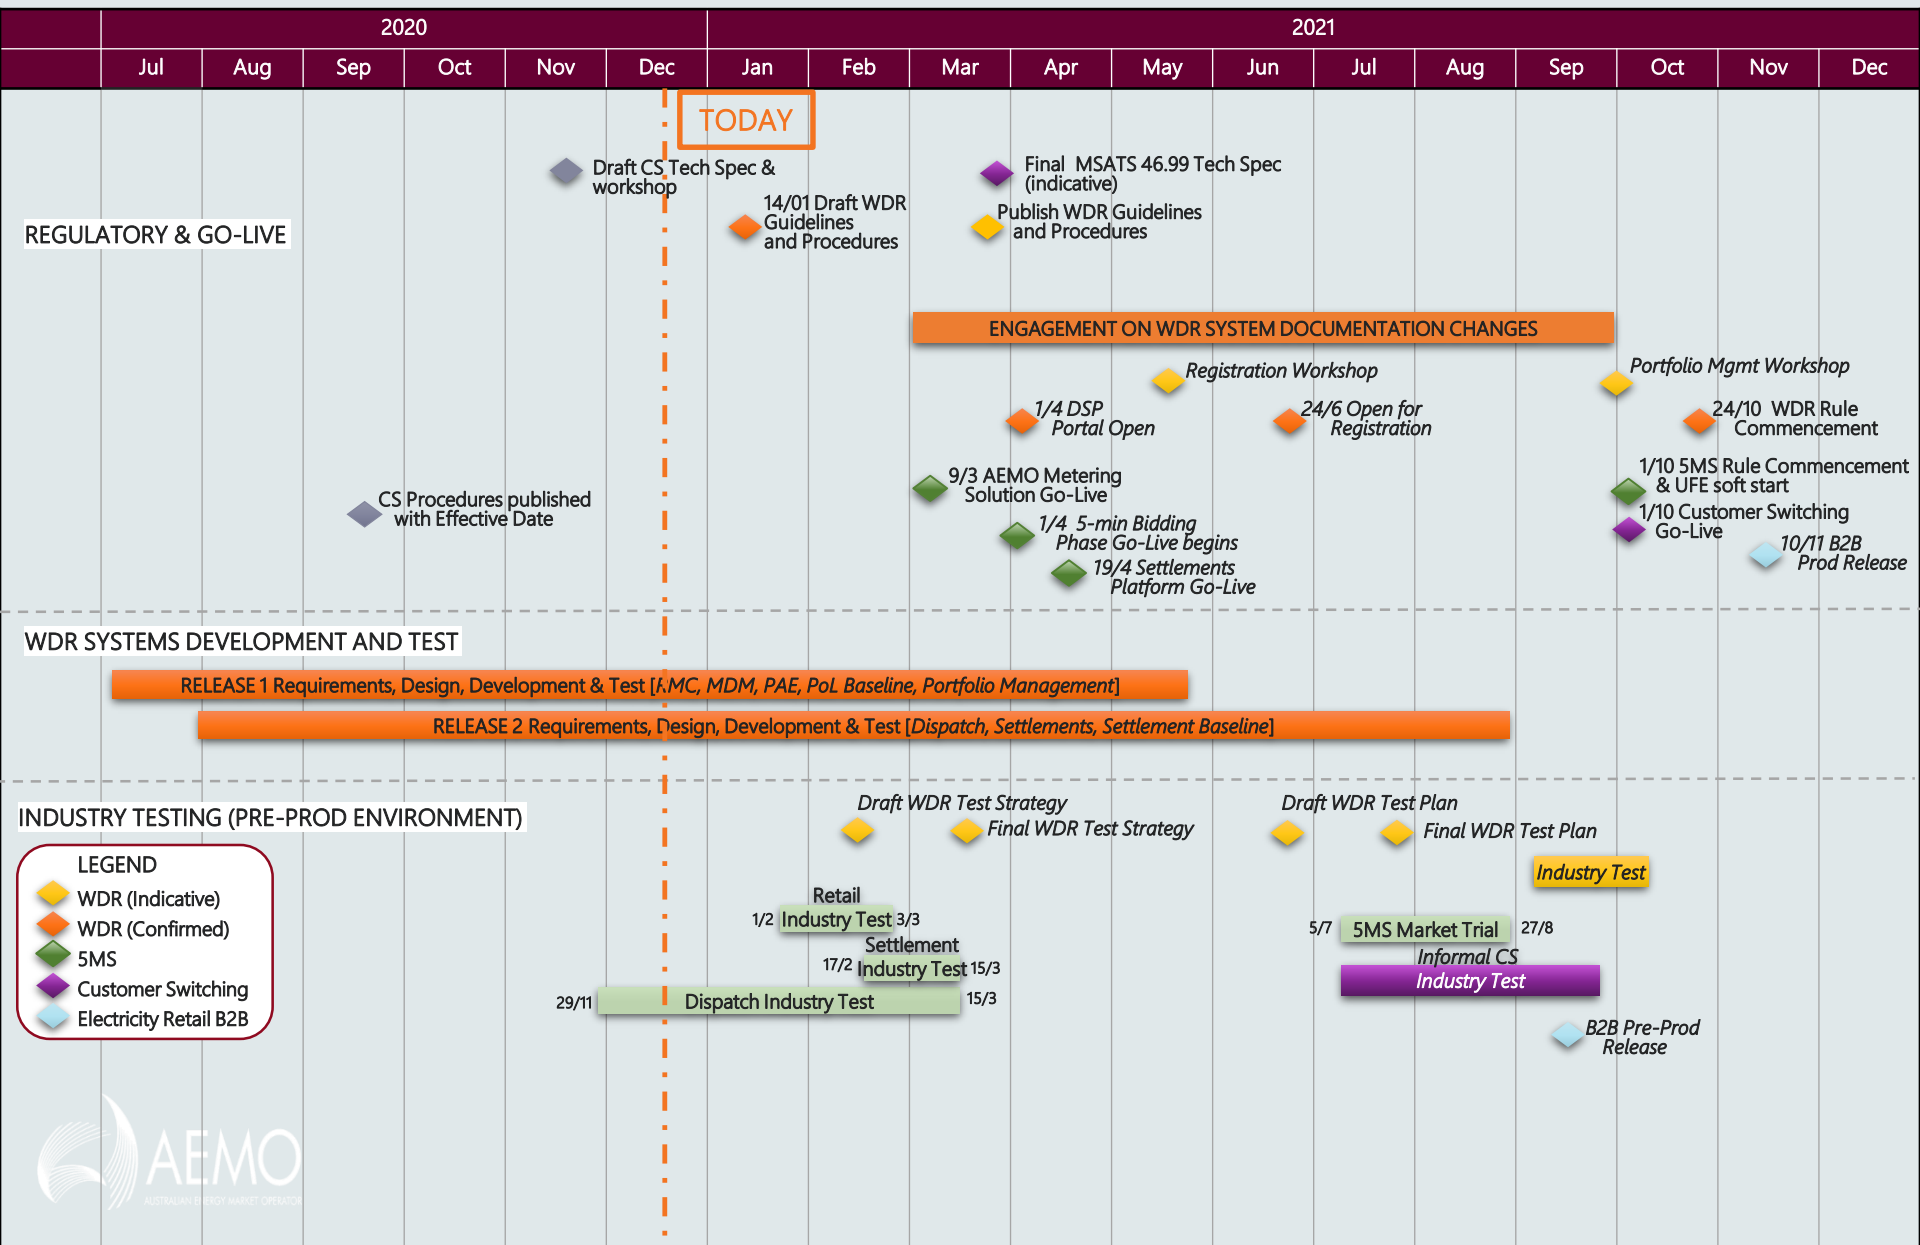 2020
2021
Jul
Aug
Sep
Oct
Nov
Dec
Jan
Feb
Mar
Apr
May
Jun
Jul
Aug
Sep
Oct
Nov
Dec
TODAY
REGULATORY & GO-LIVE
Draft CS Tech Spec &
workshop
14/01 Draft WDR
Guidelines
and Procedures
Final MSATS 46.99 Tech Spec
(indicative)
Publish WDR Guidelines
and Procedures
ENGAGEMENT ON WDR SYSTEM DOCUMENTATION CHANGES
Registration Workshop
Portfolio Mgmt Workshop
1/4 DSP
Portal Open
24/6 Open for
Registration
24/10 WDR Rule
Commencement
9/3 AEMO Metering
Solution Go-Live
1/10 5MS Rule Commencement
& UFE soft start
CS Procedures published
with Effective Date
1/4 5-min Bidding
Phase Go-Live begins
1/10 Customer Switching
Go-Live
10/11 B2B
Prod Release
19/4 Settlements
Platform Go-Live
WDR SYSTEMS DEVELOPMENT AND TEST
RELEASE 1 Requirements, Design, Development & Test [RMC, MDM, PAE, PoL Baseline, Portfolio Management]
RELEASE 2 Requirements, Design, Development & Test [Dispatch, Settlements, Settlement Baseline]
INDUSTRY TESTING (PRE-PROD ENVIRONMENT)
Draft WDR Test Strategy
Final WDR Test Strategy
Draft WDR Test Plan
Final WDR Test Plan
Industry Test
Retail
1/2 Industry Test 3/3
5/7 5MS Market Trial 27/8
Settlement
17/2 Industry Test 15/3
Informal CS
Industry Test
29/11 Dispatch Industry Test 15/3
B2B Pre-Prod
Release
LEGEND
WDR (Indicative)
WDR (Confirmed)
5MS
Customer Switching
Electricity Retail B2B
AEMO
AUSTRALIAN ENERGY MARKET OPERATOR